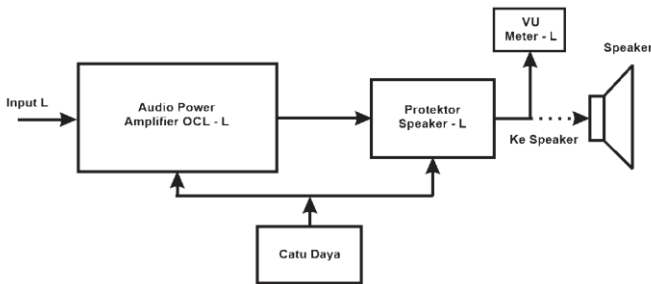 VU
Meter - L
Speaker
Input L
Audio Power
Amplifier OCL - L
Protektor
Speaker - L
Ke Speaker
Catu Daya